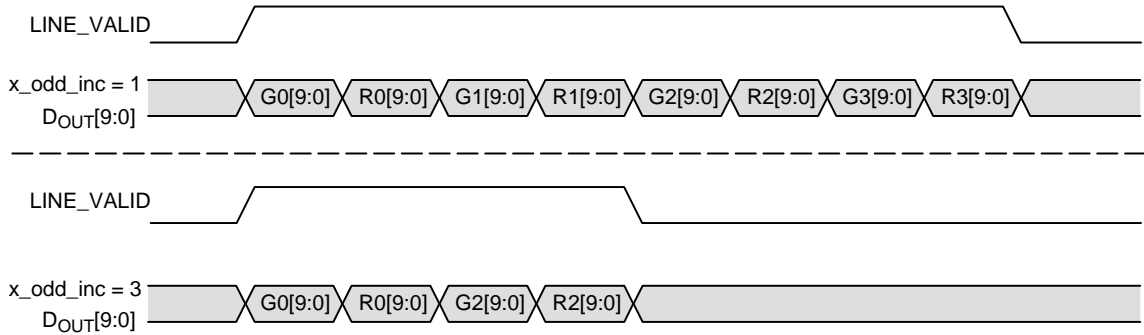 LINE_VALID
x_odd_inc = 1
G0[9:0] R0[9:0] G1[9:0] R1[9:0] G2[9:0] R2[9:0] G3[9:0] R3[9:0]
DOUT[9:0]
LINE_VALID
x_odd_inc = 3
G0[9:0] R0[9:0] G2[9:0] R2[9:0]
DOUT[9:0]